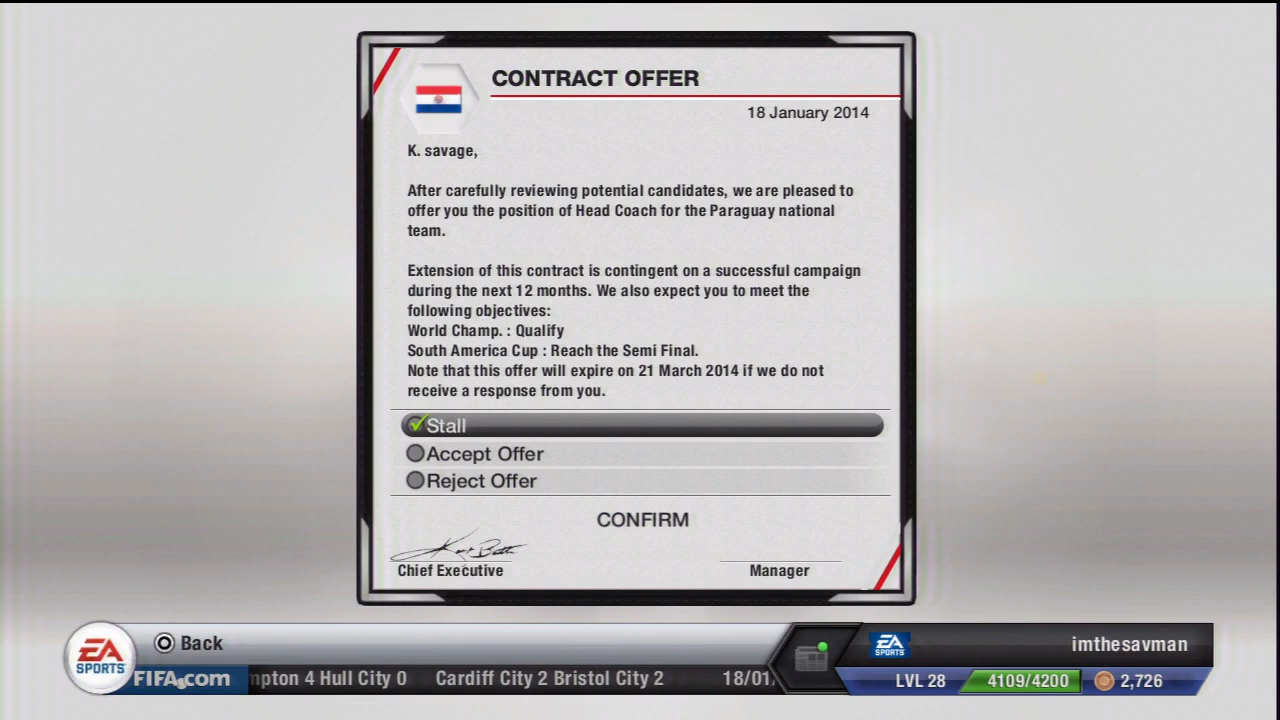 CONTRACT OFFER
18 January 2014
K. savage,
After carefully reviewing potential candidates, we are pleased to
offer you the position of Head Coach for the Paraguay national
team.
Extension of this contract is contingent on a successful campaign
during the next 12 months. We also expect you to meet the
following objectives:
World Champ. : Qualify
South America Cup : Reach the Semi Final.
Note that this offer will expire on 21 March 2014 if we do not
receive a response from you.
Stall
Accept Offer
Reject Offer
CONFIRM
Chief Executive
Manager
EA SPORTS
Back
EA SPORTS
imthesavman
FIFA.com
mpton 4 Hull City 0 Cardiff City 2 Bristol City 2 18/01/
LVL 28
4109/4200
2,726